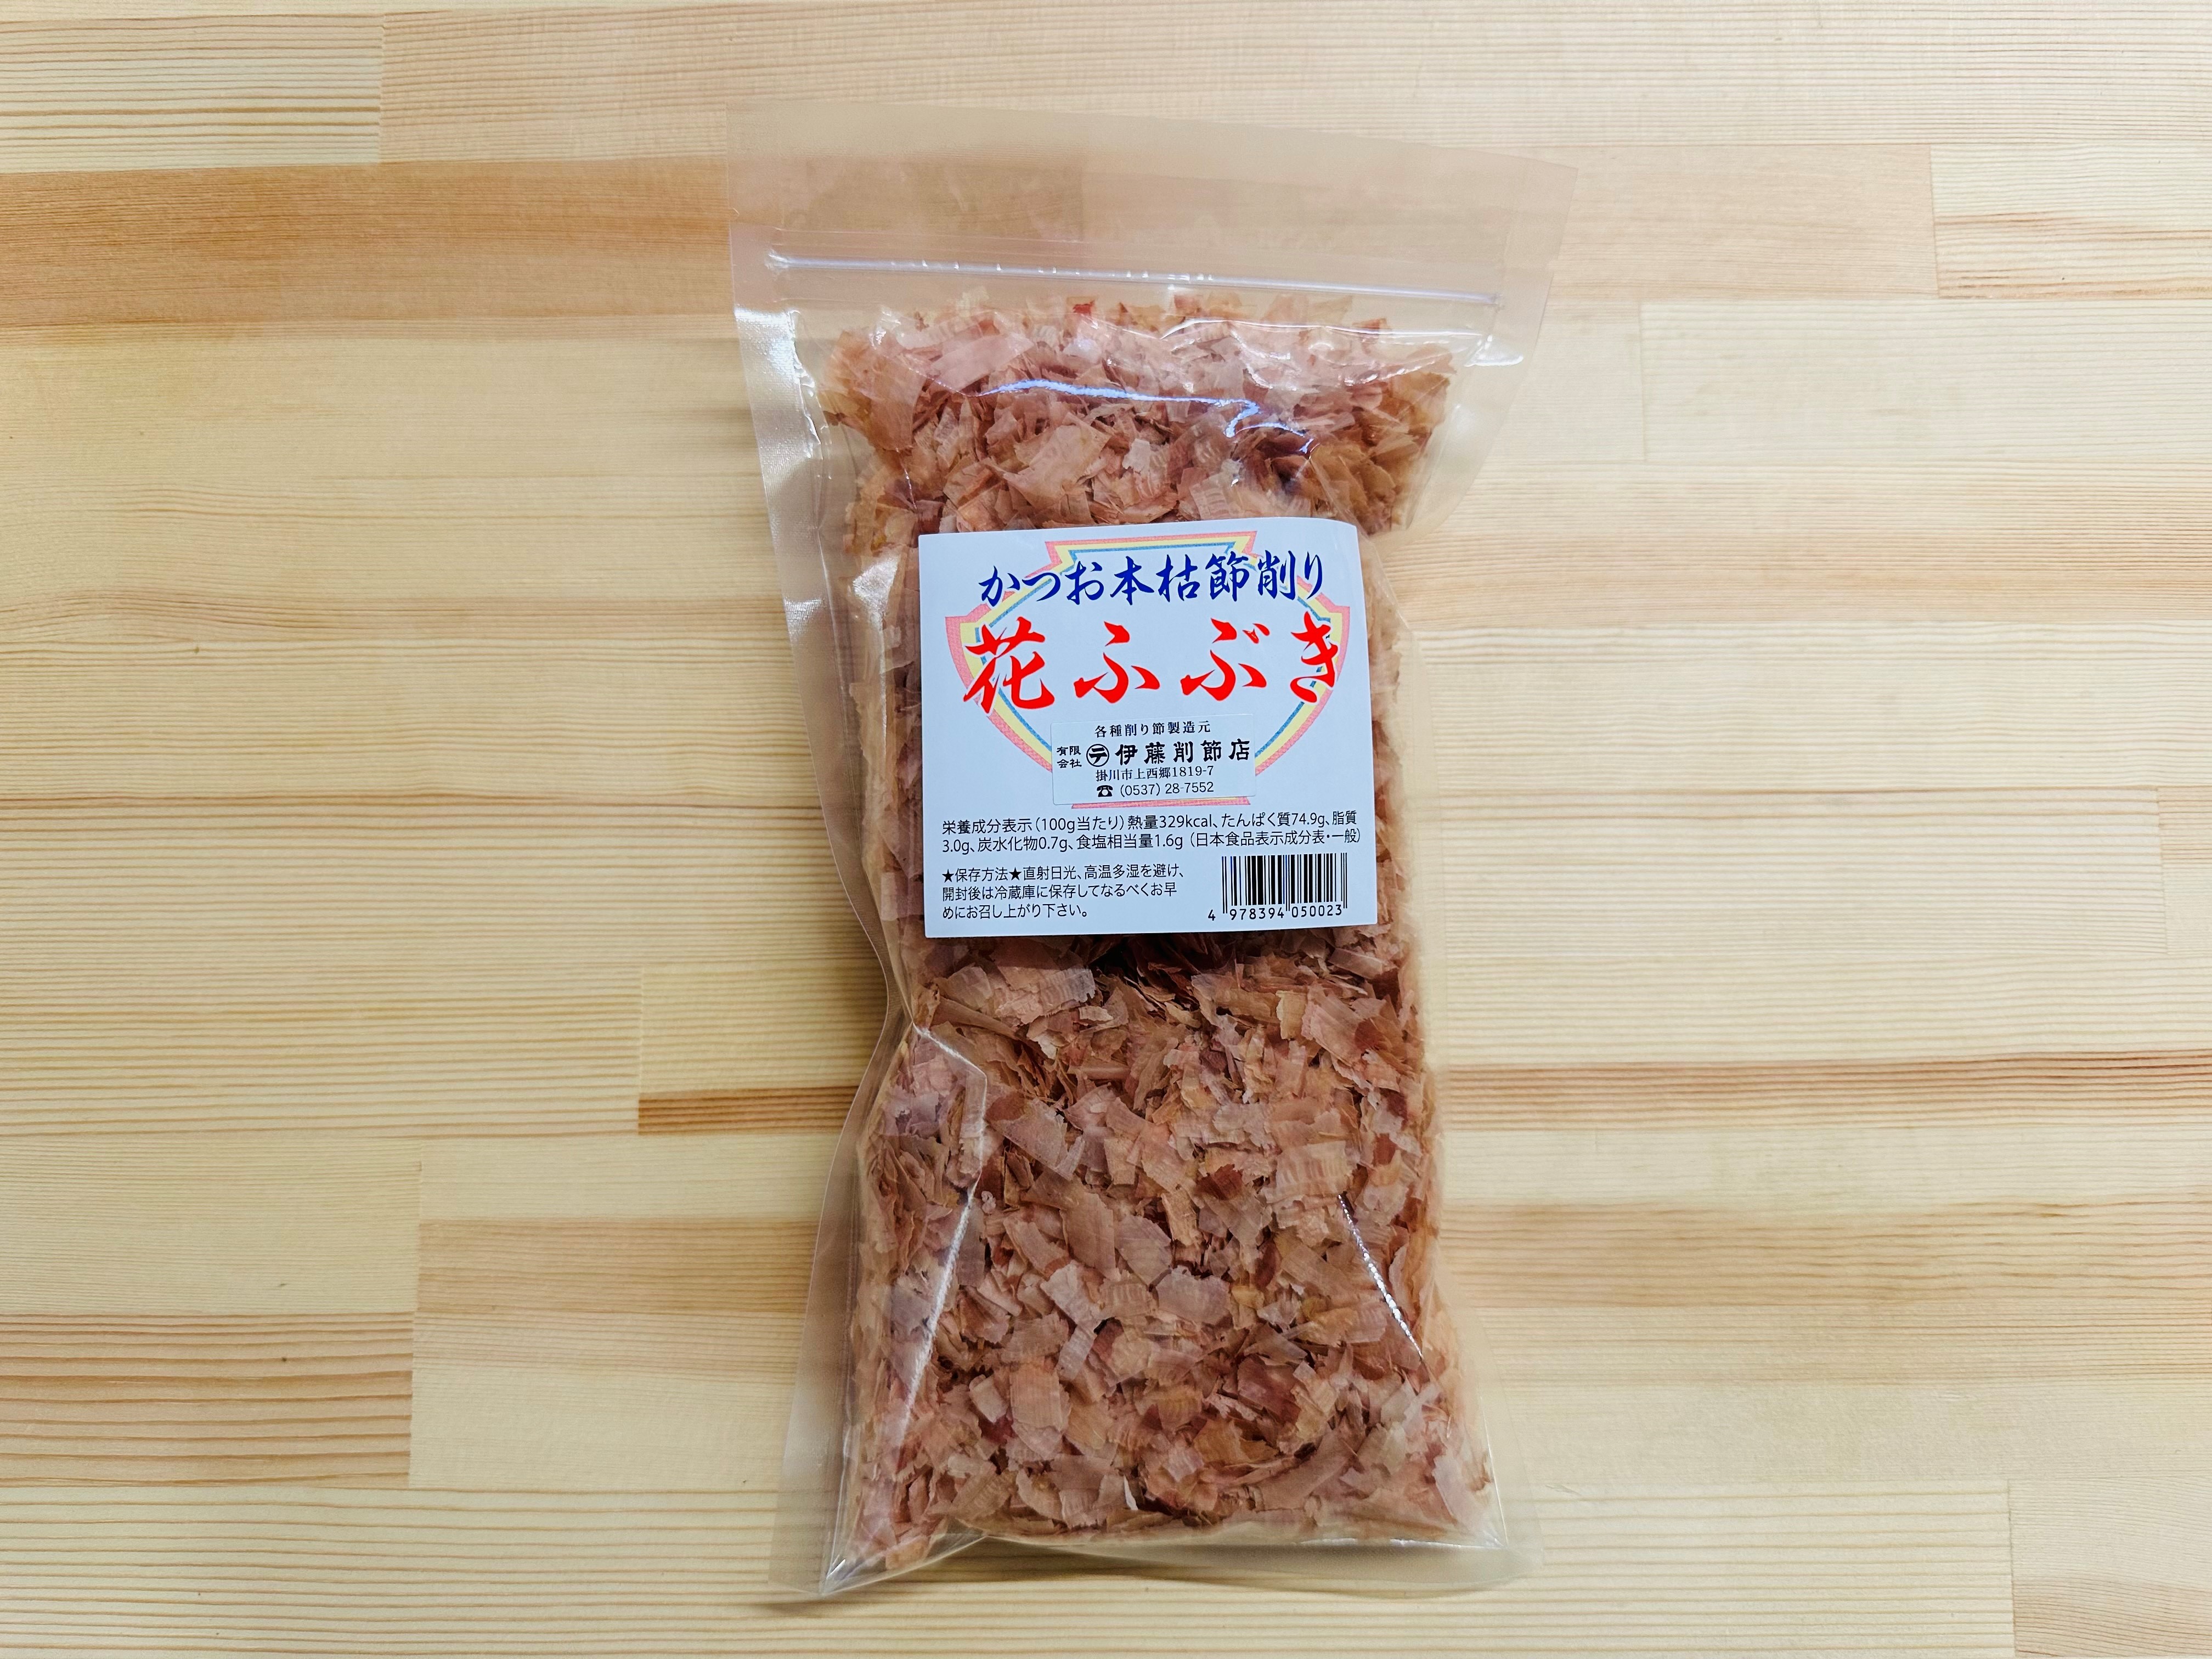 かつお本枯節削り
花ふぶき
各種削り節製造元
有限会社 テ 伊藤削節店
掛川市上西郷1819-7
☎ (0537) 28-7552
栄養成分表示(100g当たり)熱量329kcal、たんぱく質74.9g、脂質
3.0g、炭水化物0.7g、食塩相当量1.6g (日本食品表示成分表・一般)
★保存方法★直射日光、高温多湿を避け、
開封後は冷蔵庫に保存してなるべくお早
めにお召し上がり下さい。
4 978394 050023